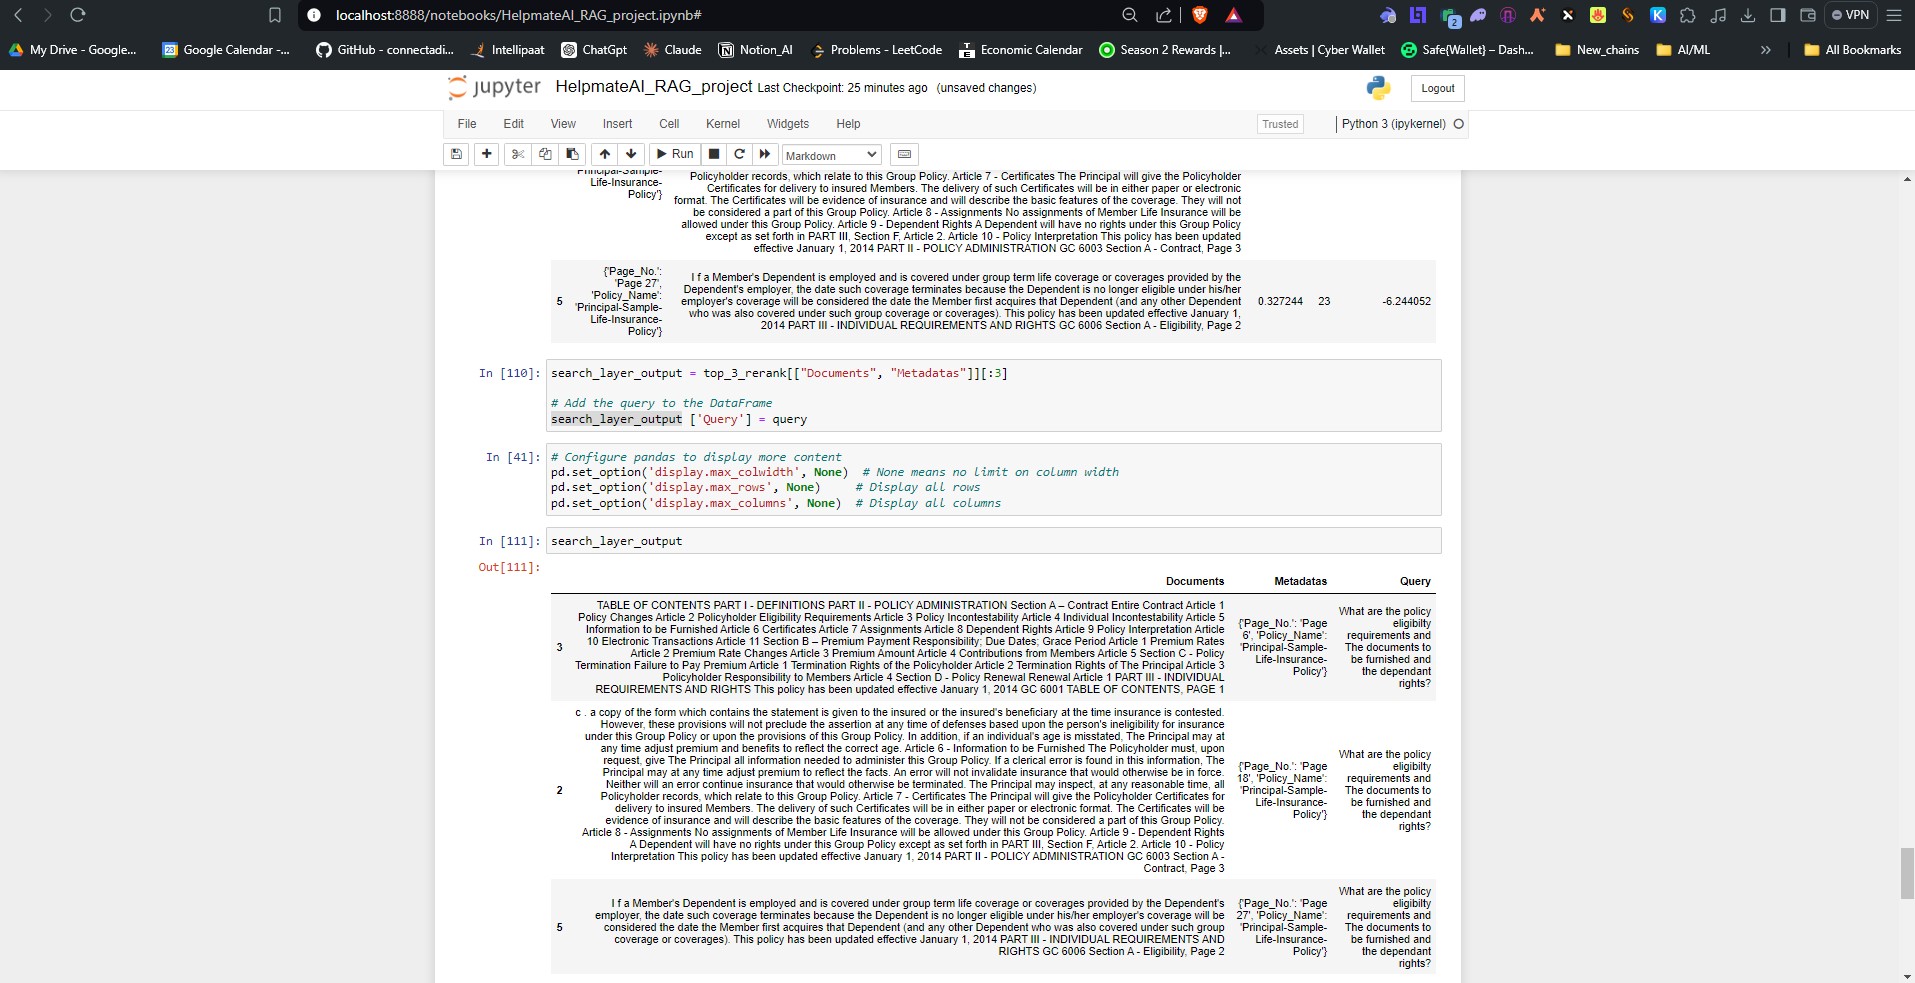 localhost:8888/notebooks/HelpmateAI_RAG_project.ipynb#
2
VPN
My Drive - Google...
23 Google Calendar -...
GitHub - connectadi...
Intellipaat
ChatGpt
Claude
Notion_AI
Problems - LeetCode
Economic Calendar
Season 2 Rewards |...
Assets | Cyber Wallet
Safe{Wallet} – Dash...
New_chains
AI/ML
»
All Bookmarks
jupyter HelpmateAI_RAG_project Last Checkpoint: 25 minutes ago (unsaved changes)
Logout
File Edit View Insert Cell Kernel Widgets Help
Trusted
Python 3 (ipykernel)
Run
Markdown
Principal-Sample-
Life-Insurance-
Policy'}
Policyholder records, which relate to this Group Policy. Article 7 - Certificates The Principal will give the Policyholder
Certificates for delivery to insured Members. The delivery of such Certificates will be in either paper or electronic
format. The Certificates will be evidence of insurance and will describe the basic features of the coverage. They will not
be considered a part of this Group Policy. Article 8 - Assignments No assignments of Member Life Insurance will be
allowed under this Group Policy. Article 9 - Dependent Rights A Dependent will have no rights under this Group Policy
except as set forth in PART III, Section F, Article 2. Article 10 - Policy Interpretation This policy has been updated
effective January 1, 2014 PART II - POLICY ADMINISTRATION GC 6003 Section A - Contract, Page 3
5
{'Page_No.':
'Page 27',
'Policy_Name':
'Principal-Sample-
Life-Insurance-
Policy'}
I f a Member's Dependent is employed and is covered under group term life coverage or coverages provided by the
Dependent's employer, the date such coverage terminates because the Dependent is no longer eligible under his/her
employer's coverage will be considered the date the Member first acquires that Dependent (and any other Dependent
who was also covered under such group coverage or coverages). This policy has been updated effective January 1,
2014 PART III - INDIVIDUAL REQUIREMENTS AND RIGHTS GC 6006 Section A - Eligibility, Page 2
0.327244 23 -6.244052
In [110]: search_layer_output = top_3_rerank[["Documents", "Metadatas"]][:3]
# Add the query to the DataFrame
search_layer_output ['Query'] = query
In [41]: # Configure pandas to display more content
pd.set_option('display.max_colwidth', None)  # None means no limit on column width
pd.set_option('display.max_rows', None)     # Display all rows
pd.set_option('display.max_columns', None)  # Display all columns
In [111]: search_layer_output
Out[111]:
Documents Metadatas Query
3
TABLE OF CONTENTS PART I - DEFINITIONS PART II - POLICY ADMINISTRATION Section A – Contract Entire Contract Article 1
Policy Changes Article 2 Policyholder Eligibility Requirements Article 3 Policy Incontestability Article 4 Individual Incontestability Article 5
Information to be Furnished Article 6 Certificates Article 7 Assignments Article 8 Dependent Rights Article 9 Policy Interpretation Article
10 Electronic Transactions Article 11 Section B – Premium Payment Responsibility; Due Dates; Grace Period Article 1 Premium Rates
Article 2 Premium Rate Changes Article 3 Premium Amount Article 4 Contributions from Members Article 5 Section C - Policy
Termination Failure to Pay Premium Article 1 Termination Rights of the Policyholder Article 2 Termination Rights of The Principal Article 3
Policyholder Responsibility to Members Article 4 Section D - Policy Renewal Renewal Article 1 PART III - INDIVIDUAL
REQUIREMENTS AND RIGHTS This policy has been updated effective January 1, 2014 GC 6001 TABLE OF CONTENTS, PAGE 1
{'Page_No.': 'Page
6', 'Policy_Name':
'Principal-Sample-
Life-Insurance-
Policy'}
What are the policy
eligibilty
requirements and
The documents to
be furnished and
the dependant
rights?
2
c . a copy of the form which contains the statement is given to the insured or the insured's beneficiary at the time insurance is contested.
However, these provisions will not preclude the assertion at any time of defenses based upon the person's ineligibility for insurance
under this Group Policy or upon the provisions of this Group Policy. In addition, if an individual's age is misstated, The Principal may at
any time adjust premium and benefits to reflect the correct age. Article 6 - Information to be Furnished The Policyholder must, upon
request, give The Principal all information needed to administer this Group Policy. If a clerical error is found in this information, The
Principal may at any time adjust premium to reflect the facts. An error will not invalidate insurance that would otherwise be in force.
Neither will an error continue insurance that would otherwise be terminated. The Principal may inspect, at any reasonable time, all
Policyholder records, which relate to this Group Policy. Article 7 - Certificates The Principal will give the Policyholder Certificates for
delivery to insured Members. The delivery of such Certificates will be in either paper or electronic format. The Certificates will be
evidence of insurance and will describe the basic features of the coverage. They will not be considered a part of this Group Policy.
Article 8 - Assignments No assignments of Member Life Insurance will be allowed under this Group Policy. Article 9 - Dependent Rights
A Dependent will have no rights under this Group Policy except as set forth in PART III, Section F, Article 2. Article 10 - Policy
Interpretation This policy has been updated effective January 1, 2014 PART II - POLICY ADMINISTRATION GC 6003 Section A -
Contract, Page 3
{'Page_No.': 'Page
18', 'Policy_Name':
'Principal-Sample-
Life-Insurance-
Policy'}
What are the policy
eligibilty
requirements and
The documents to
be furnished and
the dependant
rights?
5
I f a Member's Dependent is employed and is covered under group term life coverage or coverages provided by the Dependent's
employer, the date such coverage terminates because the Dependent is no longer eligible under his/her employer's coverage will be
considered the date the Member first acquires that Dependent (and any other Dependent who was also covered under such group
coverage or coverages). This policy has been updated effective January 1, 2014 PART III - INDIVIDUAL REQUIREMENTS AND
RIGHTS GC 6006 Section A - Eligibility, Page 2
{'Page_No.': 'Page
27', 'Policy_Name':
'Principal-Sample-
Life-Insurance-
Policy'}
What are the policy
eligibilty
requirements and
The documents to
be furnished and
the dependant
rights?